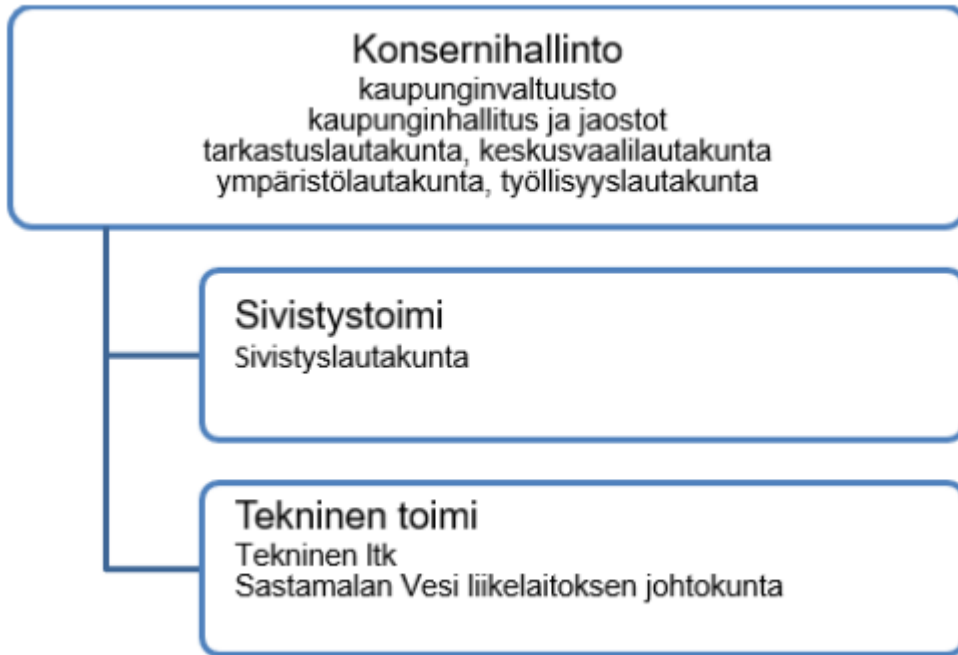 Konsernihallinto
kaupunginvaltuusto
kaupunginhallitus ja jaostot
tarkastuslautakunta, keskusvaalilautakunta
ympäristölautakunta, työllisyyslautakunta
Sivistystoimi
Sivistyslautakunta
Tekninen toimi
Tekninen ltk
Sastamalan Vesi liikelaitoksen johtokunta